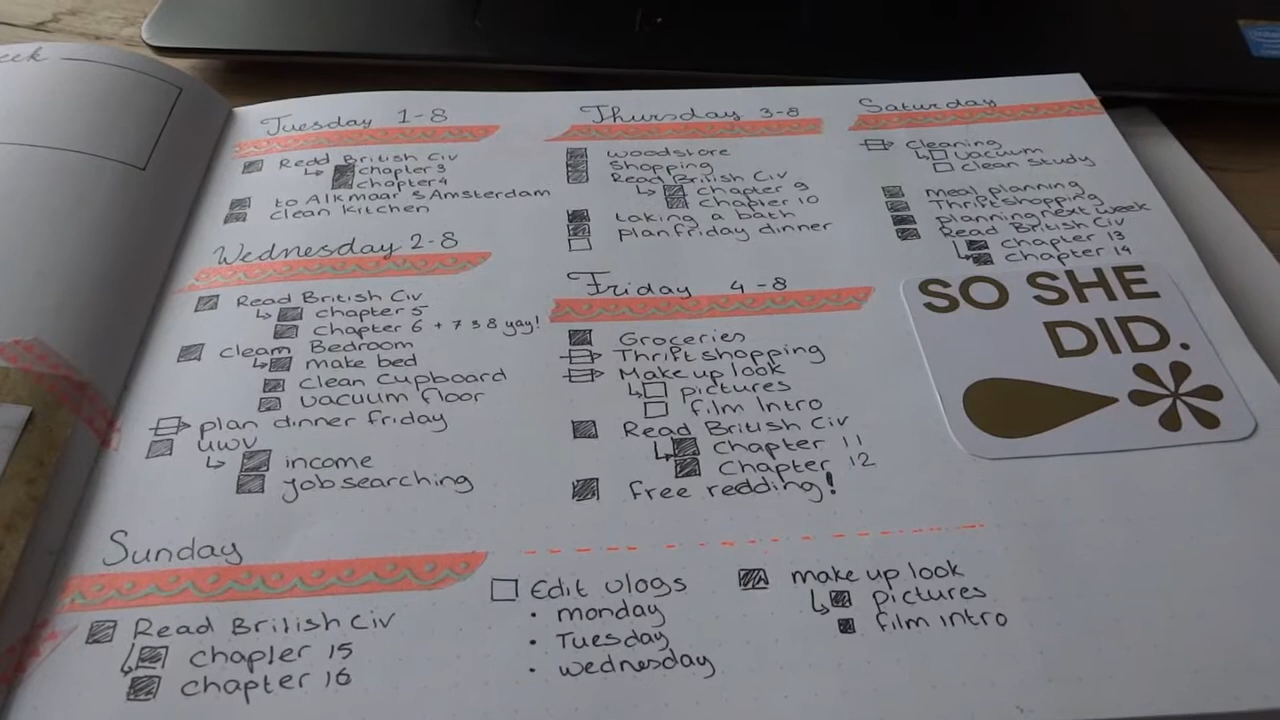 eek
Tuesday 1-8
Read British Civ
chapter 3
chapter 4
to Alkmaar & Amsterdam
clean kitchen
Wednesday 2-8
Read British Civ
chapter 5
chapter 6 + 7 & 8 yay!
clean Bedroom
make bed
clean cupboard
vacuum floor
plan dinner friday
uwv
income
job searching
Thursday 3-8
woodstore
Shopping
Read British Civ
chapter 9
chapter 10
taking a bath
plan friday dinner
Friday 4-8
Groceries
Thriftshopping
Make up look
pictures
film Intro
Read British Civ
Chapter 11
Chapter 12
free redding!
Saturday
Cleaning
vacuum
clean study
meal planning
Thriftshopping
planning next week
Read British Civ
chapter 13
chapter 14
SO SHE
DID.
Sunday
Read British Civ
chapter 15
chapter 16
Edit vlogs
• monday
• Tuesday
• wednesday
make up look
pictures
film intro